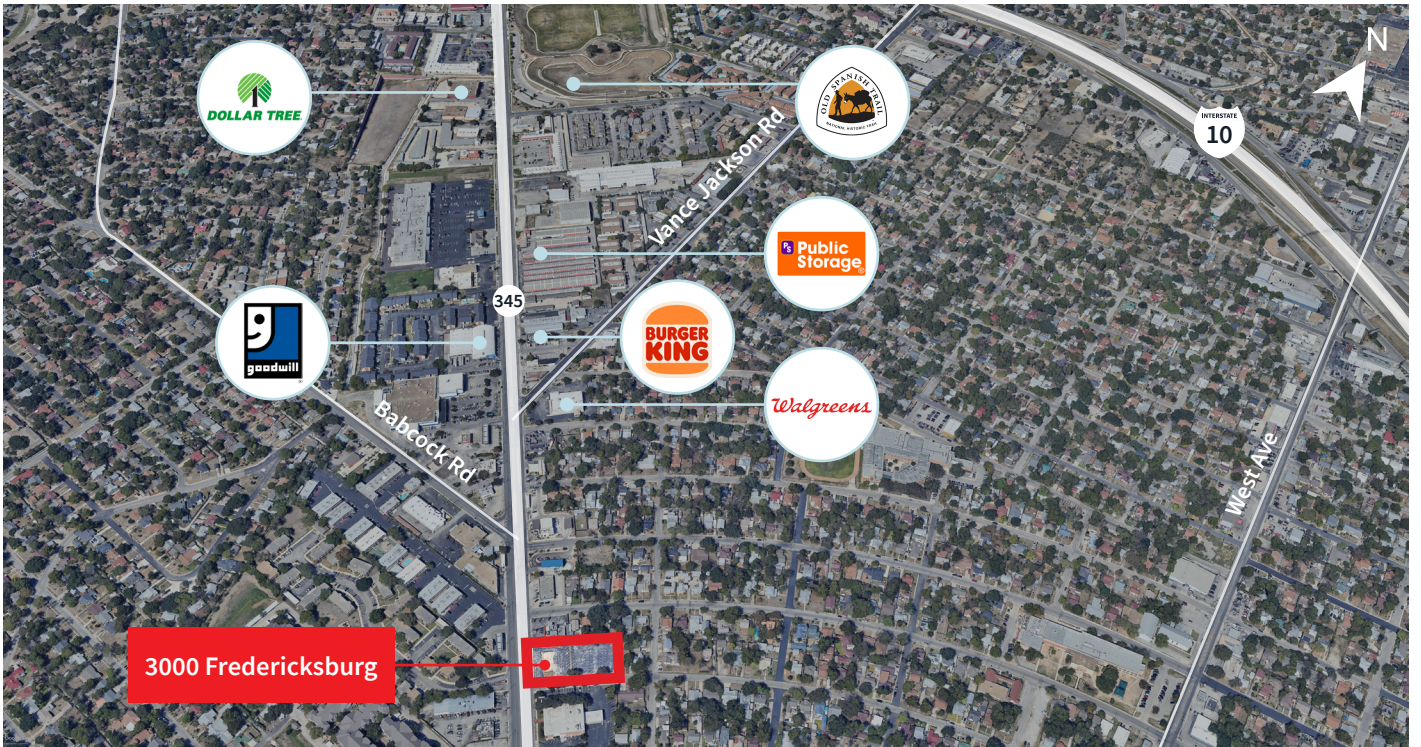 N
DOLLAR TREE
OLD SPANISH TRAIL
NATIONAL HISTORIC TRAIL
INTERSTATE
10
Vance Jackson Rd
PS Public
Storage®
345
goodwill®
BURGER
KING
Walgreens
Babcock Rd
West Ave
3000 Fredericksburg